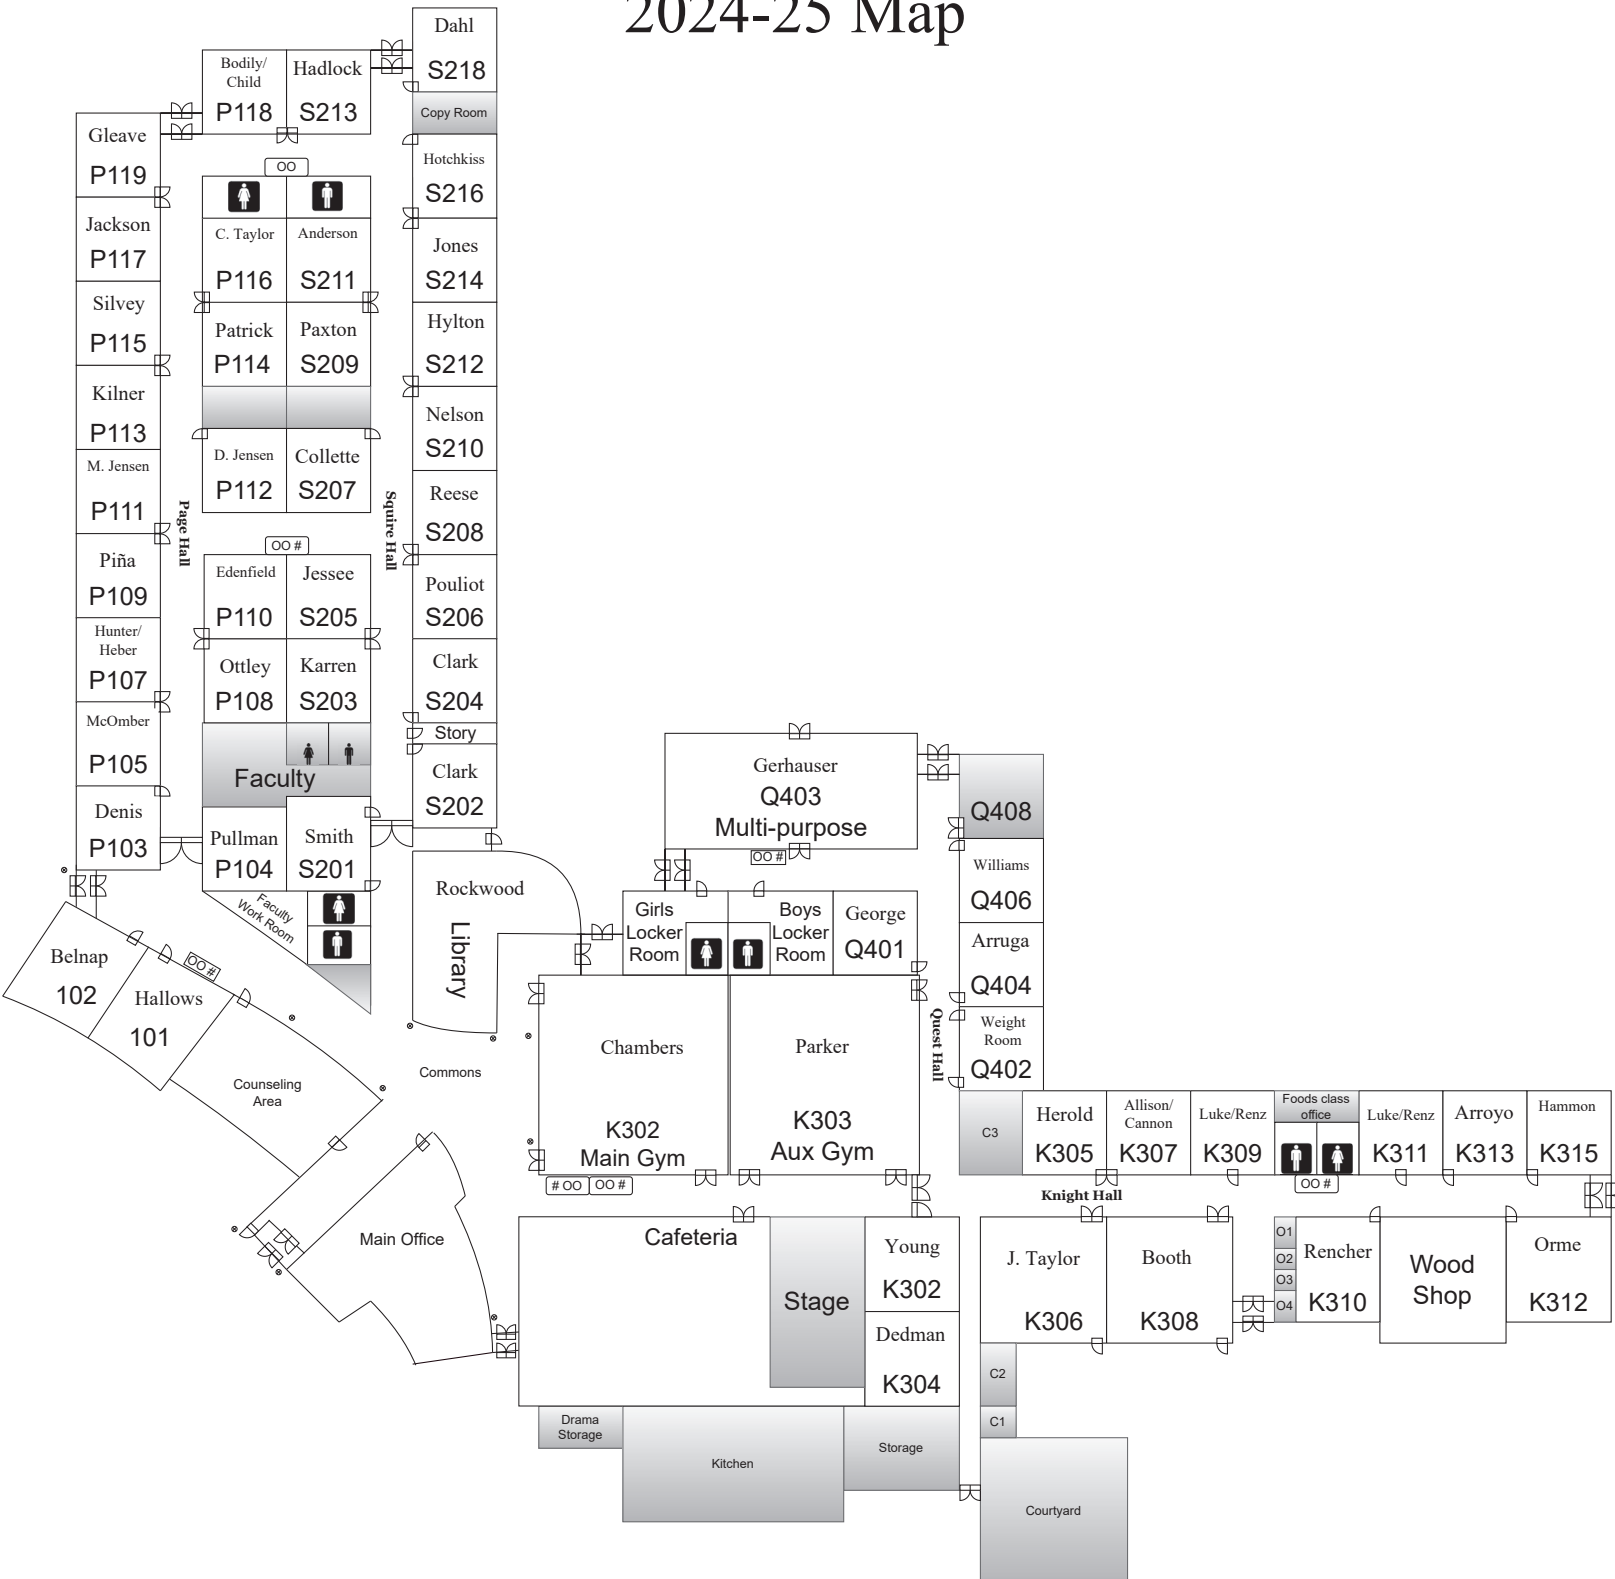 2024-25 Map
Dahl
S218
Copy Room
Bodily/
Child
P118
Hadlock
S213
Gleave
P119
OO
Hotchkiss
S216
Jackson
P117
C. Taylor
P116
Anderson
S211
Jones
S214
Silvey
P115
Patrick
P114
Paxton
S209
Hylton
S212
Kilner
P113
Nelson
S210
M. Jensen
P111
D. Jensen
P112
Collette
S207
Page Hall
Squire Hall
Reese
S208
OO #
Piña
P109
Edenfield
P110
Jessee
S205
Pouliot
S206
Hunter/
Heber
P107
Ottley
P108
Karren
S203
Clark
S204
McOmber
P105
Faculty
Story
Clark
S202
Denis
P103
Pullman
P104
Smith
S201
Faculty
Work Room
Rockwood
Library
Belnap
102
Hallows
101
OO #
Counseling
Area
Commons
Main Office
Gerhauser
Q403
Multi-purpose
OO #
Q408
Girls
Locker
Room
Boys
Locker
Room
George
Q401
Williams
Q406
Arruga
Q404
Weight
Room
Q402
Quest Hall
Chambers
K302
Main Gym
Parker
K303
Aux Gym
# OO
OO #
C3
Herold
K305
Allison/
Cannon
K307
Luke/Renz
K309
Foods class
office
Luke/Renz
K311
Arroyo
K313
Hammon
K315
OO #
Knight Hall
Cafeteria
Stage
Young
K302
Dedman
K304
J. Taylor
K306
Booth
K308
O1
O2
O3
O4
Rencher
K310
Wood
Shop
Orme
K312
C2
C1
Drama
Storage
Kitchen
Storage
Courtyard